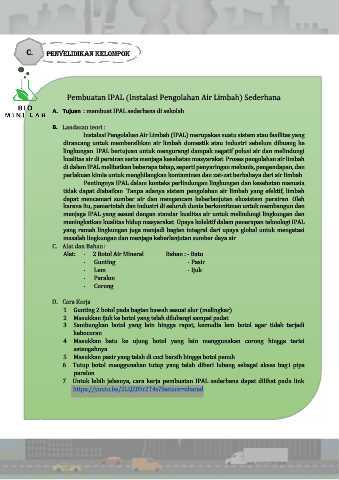 C.
PENYELIDIKAN KELOMPOK
BIO
MINI LAB
Pembuatan IPAL (Instalasi Pengolahan Air Limbah) Sederhana
A. Tujuan : membuat IPAL sederhana di sekolah
B. Landasan teori :
Instalasi Pengolahan Air Limbah (IPAL) merupakan suatu sistem atau fasilitas yang
dirancang untuk membersihkan air limbah domestik atau industri sebelum dibuang ke
lingkungan. IPAL bertujuan untuk mengurangi dampak negatif polusi air dan melindungi
kualitas air di perairan serta menjaga kesehatan masyarakat. Proses pengolahan air limbah
di dalam IPAL melibatkan beberapa tahap, seperti penyaringan mekanis, pengendapan, dan
perlakuan kimia untuk menghilangkan kontaminan dan zat-zat berbahaya dari air limbah
Pentingnya IPAL dalam konteks perlindungan lingkungan dan kesehatan manusia
tidak dapat diabaikan. Tanpa adanya sistem pengolahan air limbah yang efektif, limbah
dapat mencemari sumber air dan mengancam keberlanjutan ekosistem perairan. Oleh
karena itu, pemerintah dan industri di seluruh dunia berkomitmen untuk membangun dan
menjaga IPAL yang sesuai dengan standar kualitas air untuk melindungi lingkungan dan
meningkatkan kualitas hidup masyarakat. Upaya kolektif dalam penerapan teknologi IPAL
yang ramah lingkungan juga menjadi bagian integral dari upaya global untuk mengatasi
masalah lingkungan dan menjaga keberlanjutan sumber daya air
C. Alat dan Bahan :
Alat: - 2 Botol Air Mineral Bahan : - Batu
- Gunting - Pasir
- Lem - Ijuk
- Paralon
- Corong
D. Cara Kerja
1 Gunting 2 botol pada bagian bawah sesuai alur (melingkar)
2 Masukkan ijuk ke botol yang telah dilubangi sampai padat
3 Sambungkan botol yang lain hingga rapat, kemudia lem botol agar tidak terjadi
kebocoran
4 Masukkan batu ke ujung botol yang lain menggunakan corong hingga terisi
setengahnya
5 Masukkan pasir yang telah di cuci bersih hingga botol penuh
6 Tutup botol menggunakan tutup yang telah diberi lubang sebagai akses bagi pipa
paralon
7 Untuk lebih jelasnya, cara kerja pembuatan IPAL sederhana dapat dilihat pada link